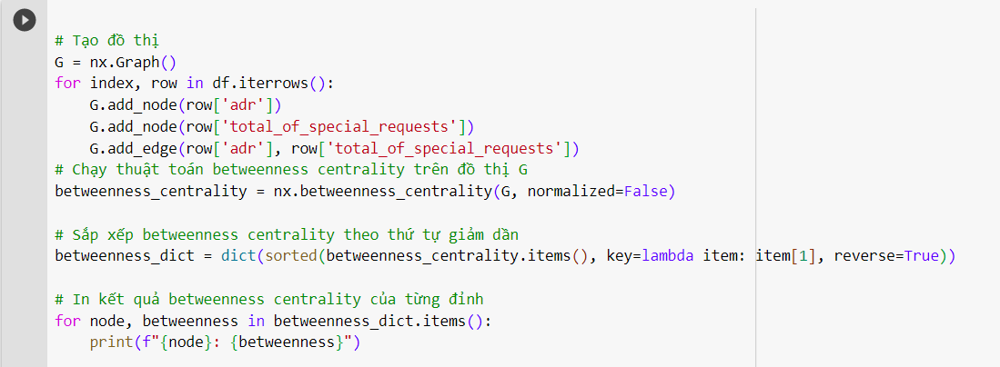 # Tạo đồ thị
G = nx.Graph()
for index, row in df.iterrows():
    G.add_node(row['adr'])
    G.add_node(row['total_of_special_requests'])
    G.add_edge(row['adr'], row['total_of_special_requests'])
# Chạy thuật toán betweenness centrality trên đồ thị G
betweenness_centrality = nx.betweenness_centrality(G, normalized=False)
# Sắp xếp betweenness centrality theo thứ tự giảm dần
betweenness_dict = dict(sorted(betweenness_centrality.items(), key=lambda item: item[1], reverse=True))
# In kết quả betweenness centrality của từng đỉnh
for node, betweenness in betweenness_dict.items():
    print(f"{node}: {betweenness}")